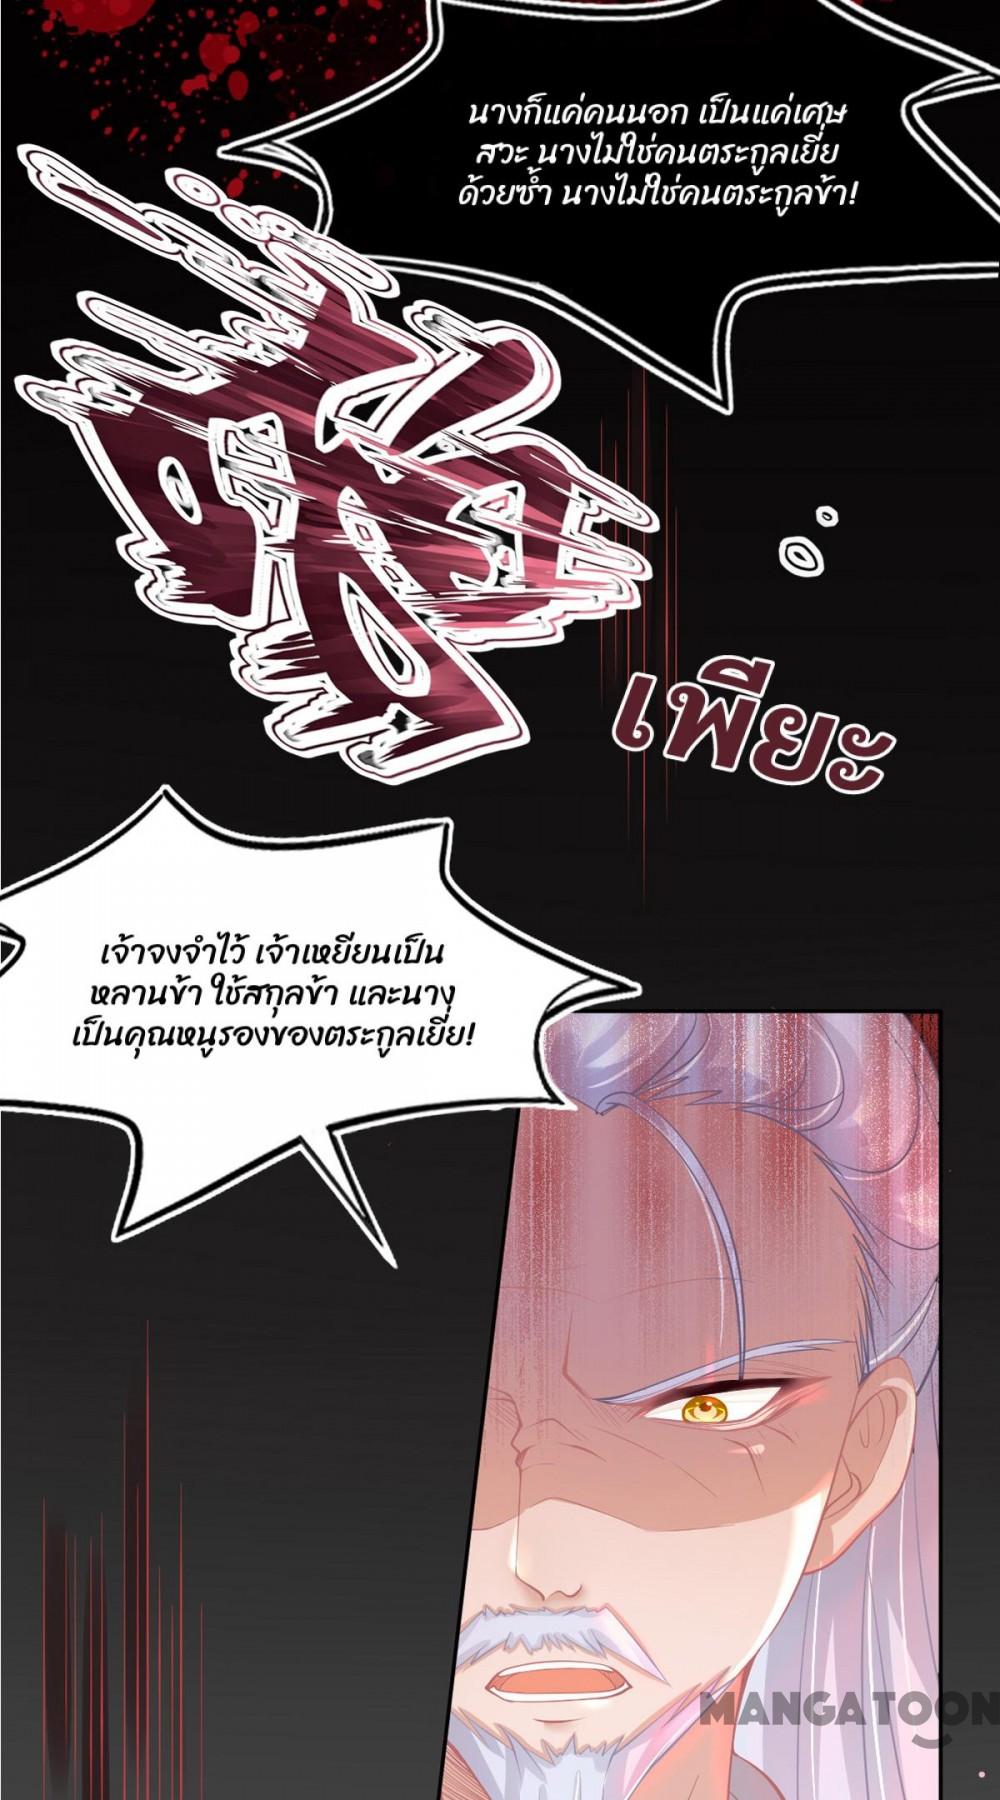 นางก็แค่คนนอก เป็นแค่เศษ
สวะ นางไม่ใช่คนตระกูลเยี่ย
ด้วยซ้ำ นางไม่ใช่คนตระกูลข้า!
เพียะ
เจ้าจงจำไว้ เจ้าเหยียนเป็น
หลานข้า ใช้สกุลข้า และนาง
เป็นคุณหนูรองของตระกูลเยี่ย!
MANGATOON